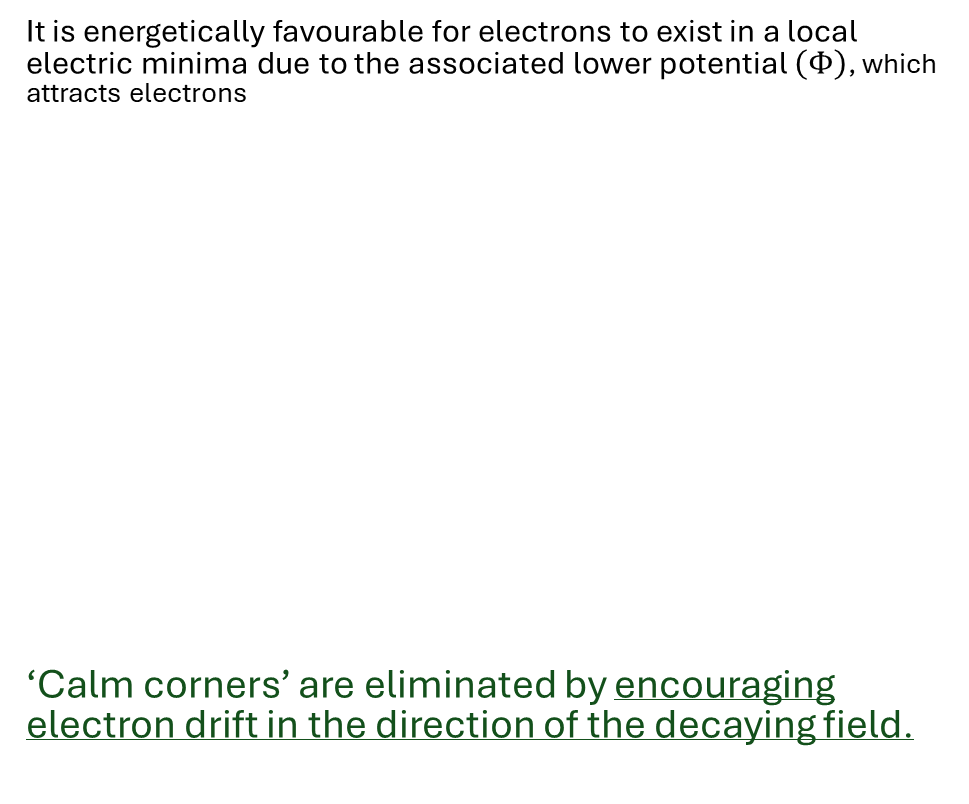 It is energetically favourable for electrons to exist in a local
electric minima due to the associated lower potential (Φ), which
attracts electrons
‘Calm corners’ are eliminated by encouraging
electron drift in the direction of the decaying field.